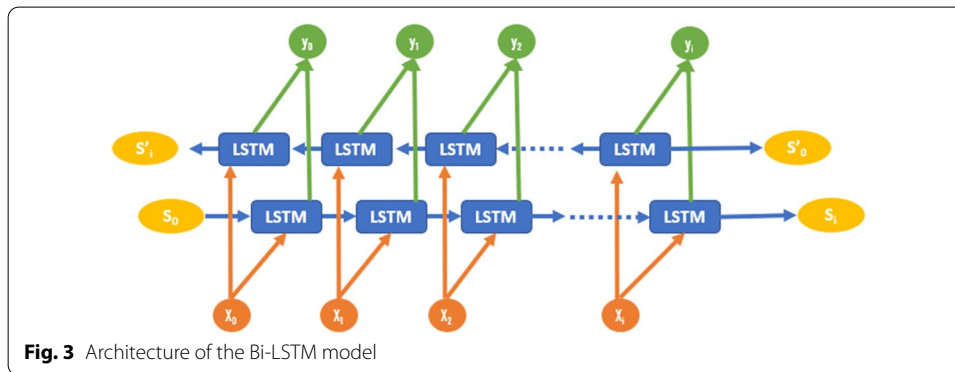 y₀ y₁ y₂ yᵢ
S'ᵢ LSTM LSTM LSTM LSTM S'₀
S₀ LSTM LSTM LSTM LSTM Sᵢ
X₀ X₁ X₂ Xᵢ
Fig. 3 Architecture of the Bi-LSTM model